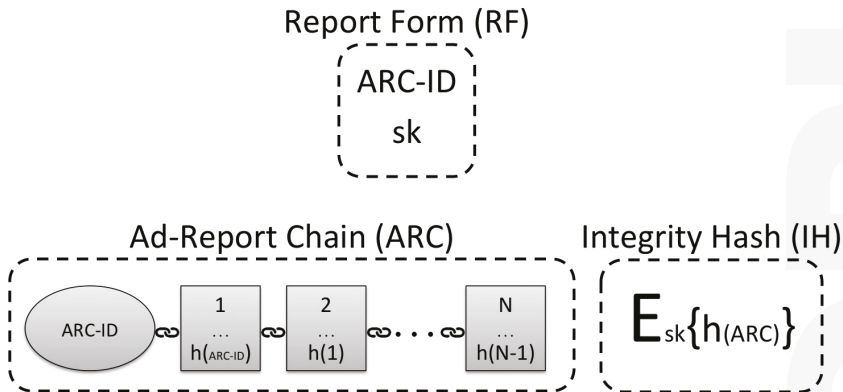 Report Form (RF)
ARC-ID
sk
Ad-Report Chain (ARC)
Integrity Hash (IH)
ARC-ID
1
...
h(ARC-ID)
2
...
h(1)
...
N
...
h(N-1)
Esk{h(ARC)}